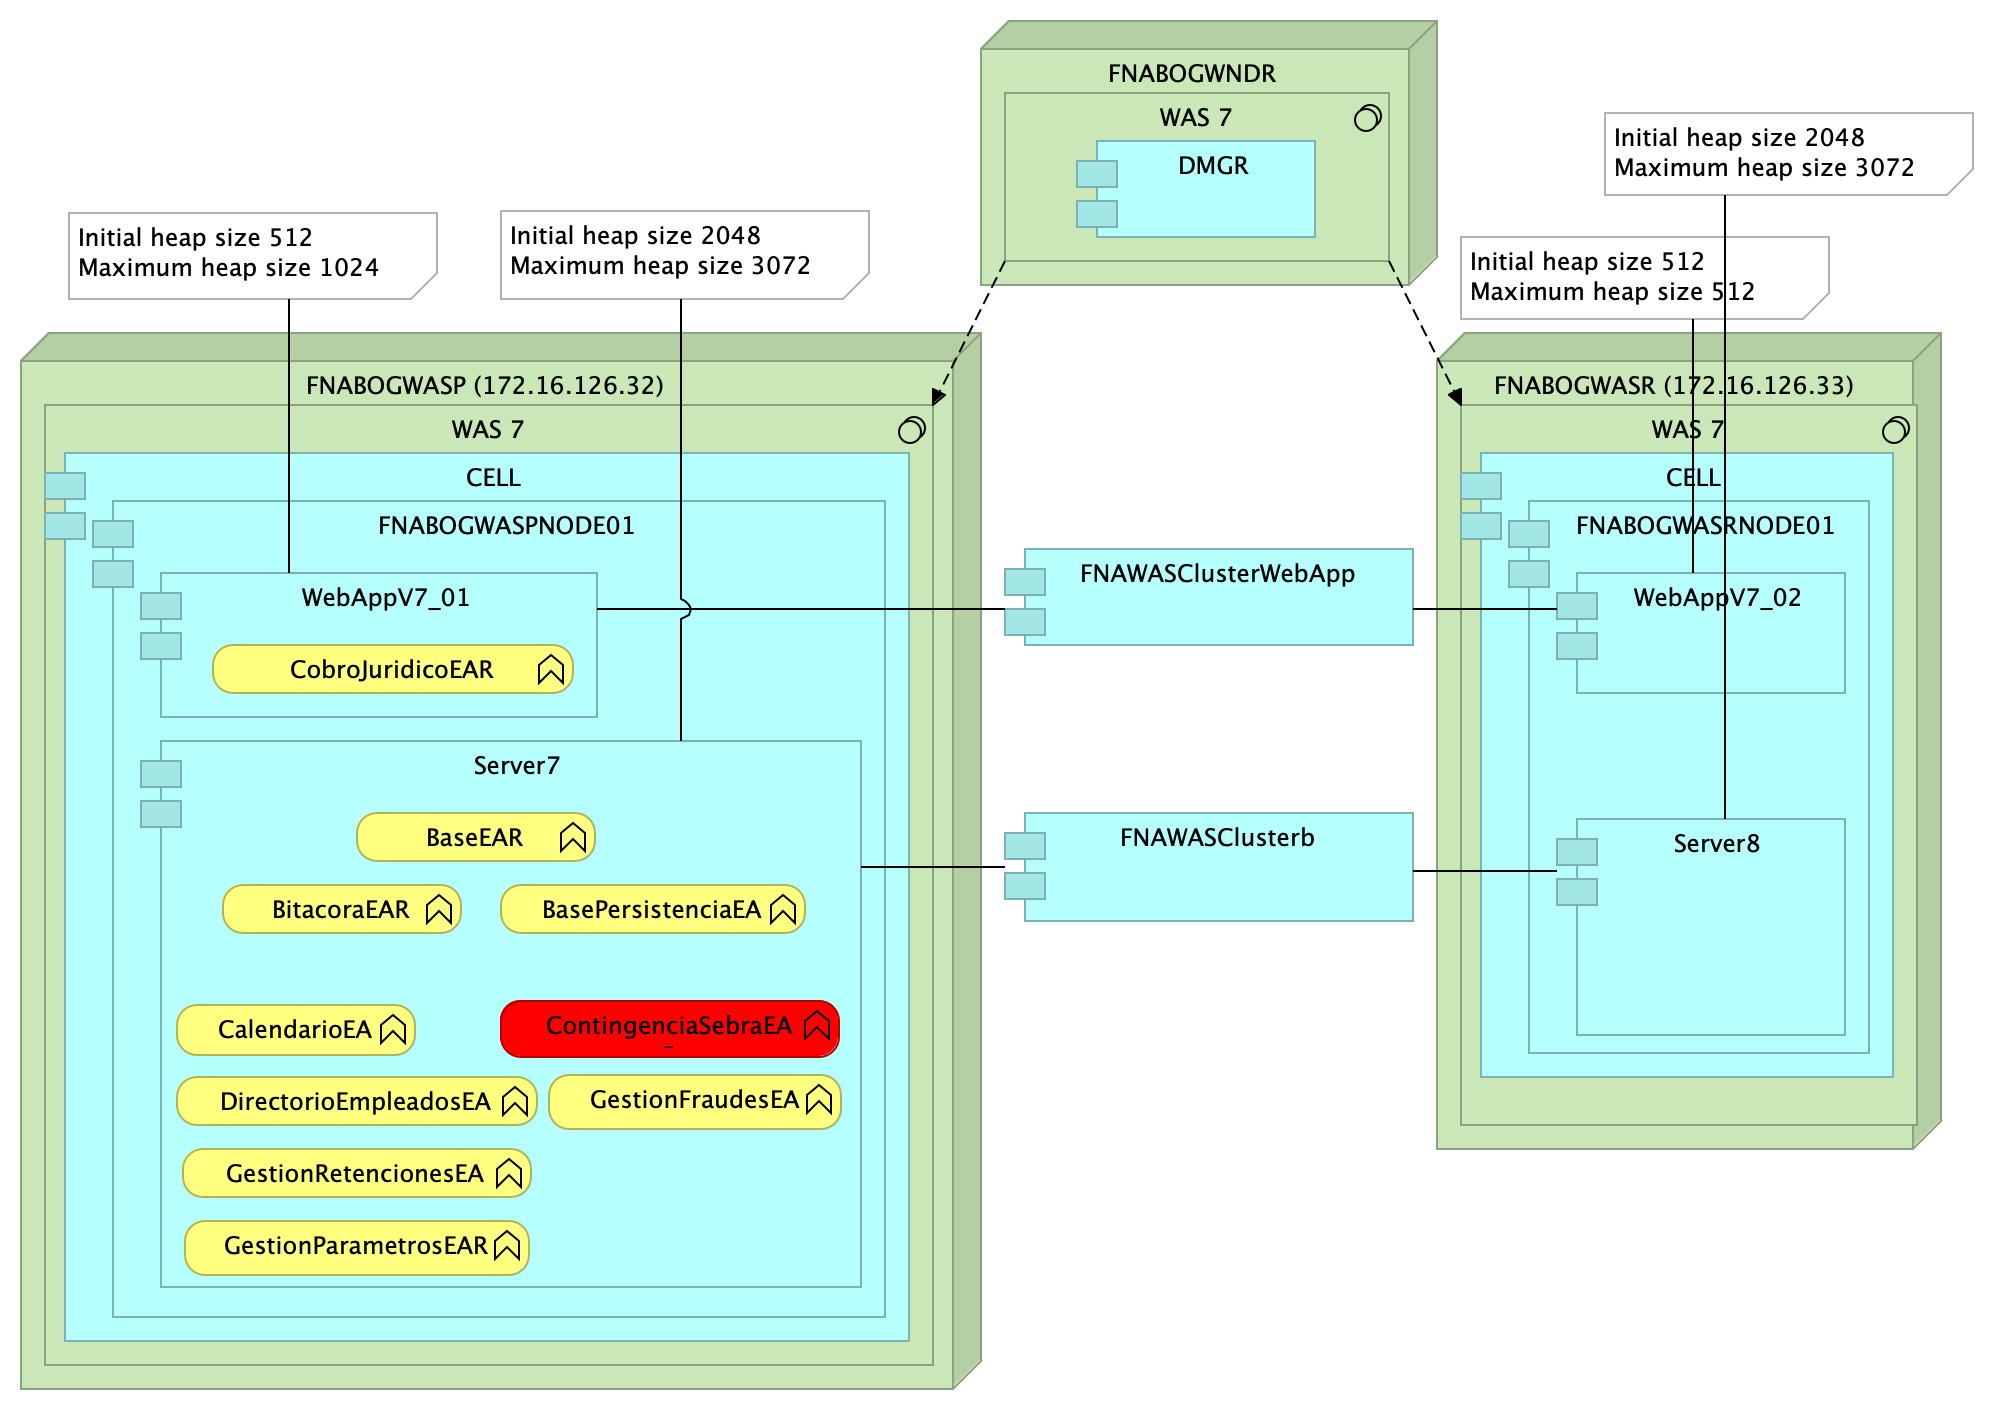 FNABOGWNDR
WAS 7
DMGR
Initial heap size 512
Maximum heap size 1024
Initial heap size 2048
Maximum heap size 3072
Initial heap size 2048
Maximum heap size 3072
Initial heap size 512
Maximum heap size 512
FNABOGWASP (172.16.126.32)
WAS 7
CELL
FNABOGWASPNODE01
WebAppV7_01
CobroJuridicoEAR
Server7
BaseEAR
BitacoraEAR
BasePersistenciaEA
CalendarioEA
ContingenciaSebraEA
DirectorioEmpleadosEA
GestionFraudesEA
GestionRetencionesEA
GestionParametrosEAR
FNAWASClusterWebApp
FNAWASClusterb
FNABOGWASR (172.16.126.33)
WAS 7
CELL
FNABOGWASRNODE01
WebAppV7_02
Server8